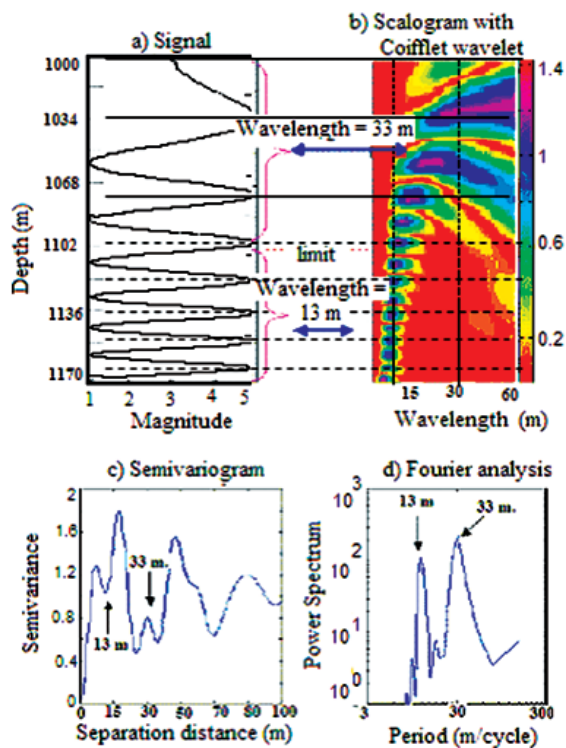 a) Signal
b) Scalogram with
Coifflet wavelet
1000
1034
1068
1102
1136
1170
Depth (m)
Wavelength = 33 m
limit
Wavelength =
13 m
1 2 3 4 5
Magnitude
15 30 60
Wavelength (m)
1.4
1
0.6
0.2
c) Semivariogram
2
1.6
1.2
0.8
0.4
0
Semivariance
33 m.
13 m
0 15 30 50 70 100
Separation distance (m)
d) Fourier analysis
10 3
10 2
10 1
10 0
Power Spectrum
13 m
33 m.
-3 30 300
Period (m/cycle)